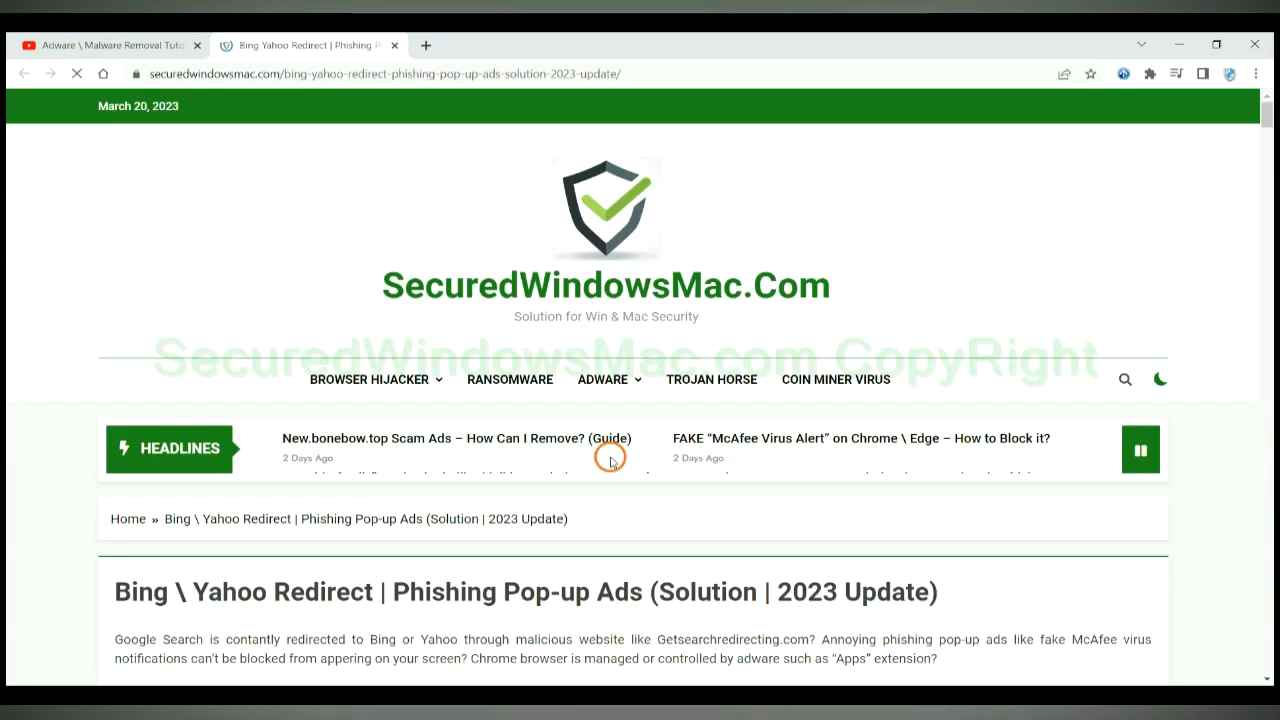 Adware \ Malware Removal Tuto
Bing Yahoo Redirect | Phishing P
securedwindowsmac.com/bing-yahoo-redirect-phishing-pop-up-ads-solution-2023-update/
March 20, 2023
SecuredWindowsMac.Com
Solution for Win & Mac Security
SecuredWindowsMac.com CopyRight
BROWSER HIJACKER RANSOMWARE ADWARE TROJAN HORSE COIN MINER VIRUS
HEADLINES
New.bonebow.top Scam Ads – How Can I Remove? (Guide)
2 Days Ago
FAKE “McAfee Virus Alert” on Chrome \ Edge – How to Block it?
2 Days Ago
Home » Bing \ Yahoo Redirect | Phishing Pop-up Ads (Solution | 2023 Update)
Bing \ Yahoo Redirect | Phishing Pop-up Ads (Solution | 2023 Update)
Google Search is contantly redirected to Bing or Yahoo through malicious website like Getsearchredirecting.com? Annoying phishing pop-up ads like fake McAfee virus
notifications can’t be blocked from appering on your screen? Chrome browser is managed or controlled by adware such as “Apps” extension?